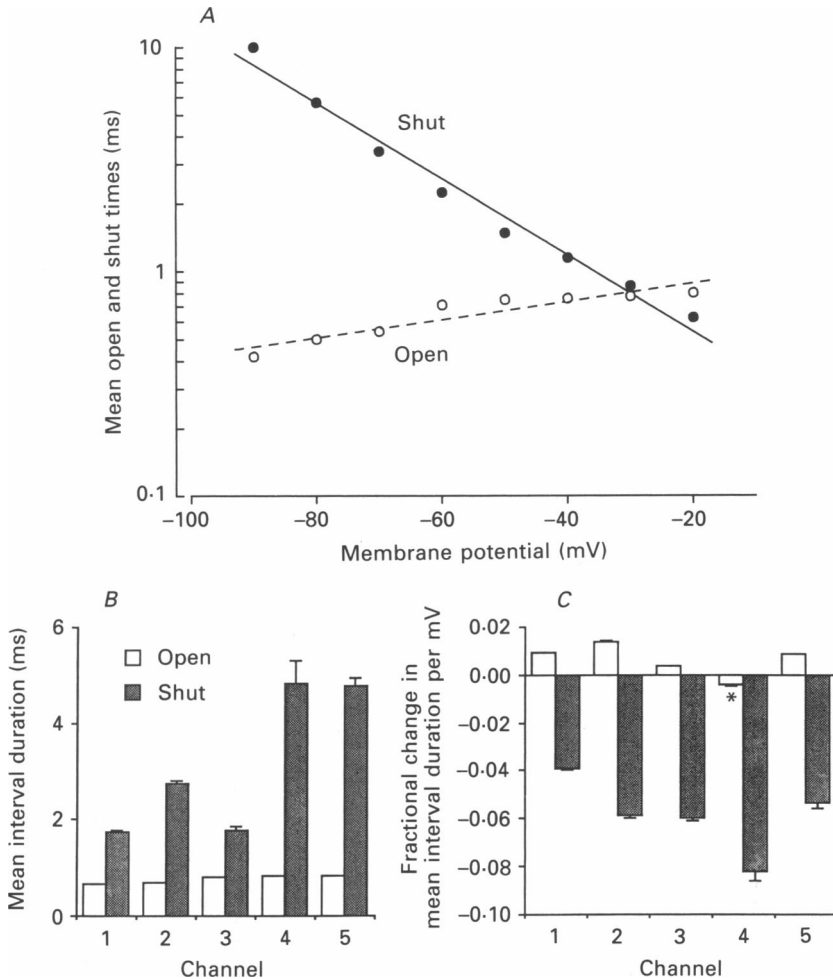 A
Mean open and shut times (ms)
10
1
0·1
Shut
Open
−100
−80
−60
−40
−20
Membrane potential (mV)
B
Mean interval duration (ms)
6
4
2
0
Open
Shut
1
2
3
4
5
Channel
C
Fractional change in
mean interval duration per mV
0·02
0·00
−0·02
−0·04
−0·06
−0·08
−0·10
*
1
2
3
4
5
Channel